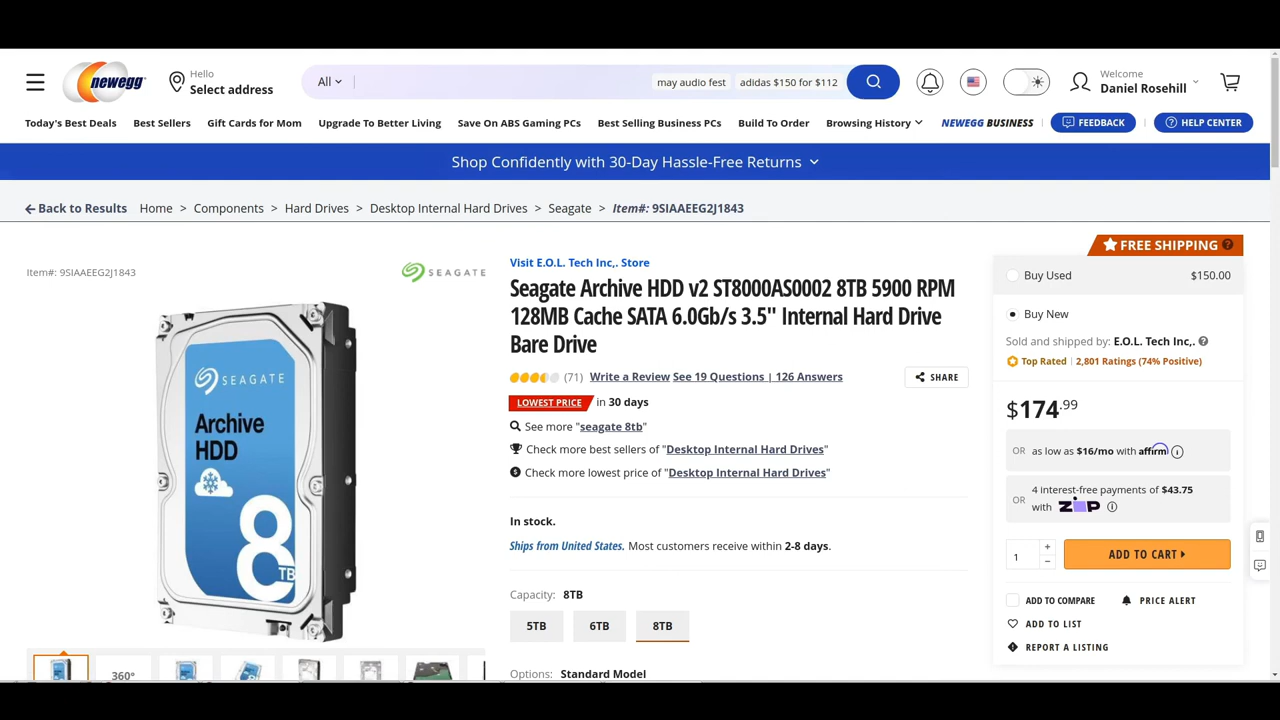 newegg
Hello
Select address
All
may audio fest
adidas $150 for $112
Welcome
Daniel Rosehill
Today's Best Deals
Best Sellers
Gift Cards for Mom
Upgrade To Better Living
Save On ABS Gaming PCs
Best Selling Business PCs
Build To Order
Browsing History
NEWEGG BUSINESS
FEEDBACK
HELP CENTER
Shop Confidently with 30-Day Hassle-Free Returns
Back to Results
Home > Components > Hard Drives > Desktop Internal Hard Drives > Seagate > Item#: 9SIAAEEG2J1843
Item#: 9SIAAEEG2J1843
SEAGATE
SEAGATE
Archive
HDD
8
TB
360°
Visit E.O.L. Tech Inc,. Store
Seagate Archive HDD v2 ST8000AS0002 8TB 5900 RPM
128MB Cache SATA 6.0Gb/s 3.5" Internal Hard Drive
Bare Drive
(71) Write a Review See 19 Questions | 126 Answers
SHARE
LOWEST PRICE in 30 days
See more "seagate 8tb"
Check more best sellers of "Desktop Internal Hard Drives"
Check more lowest price of "Desktop Internal Hard Drives"
In stock.
Ships from United States. Most customers receive within 2-8 days.
Capacity: 8TB
5TB
6TB
8TB
Options: Standard Model
FREE SHIPPING ?
Buy Used $150.00
Buy New
Sold and shipped by: E.O.L. Tech Inc,. ?
Top Rated | 2,801 Ratings (74% Positive)
$174.99
OR as low as $16/mo with affirm
OR 4 interest-free payments of $43.75
with ZIP
1 + −
ADD TO CART
ADD TO COMPARE
PRICE ALERT
ADD TO LIST
REPORT A LISTING